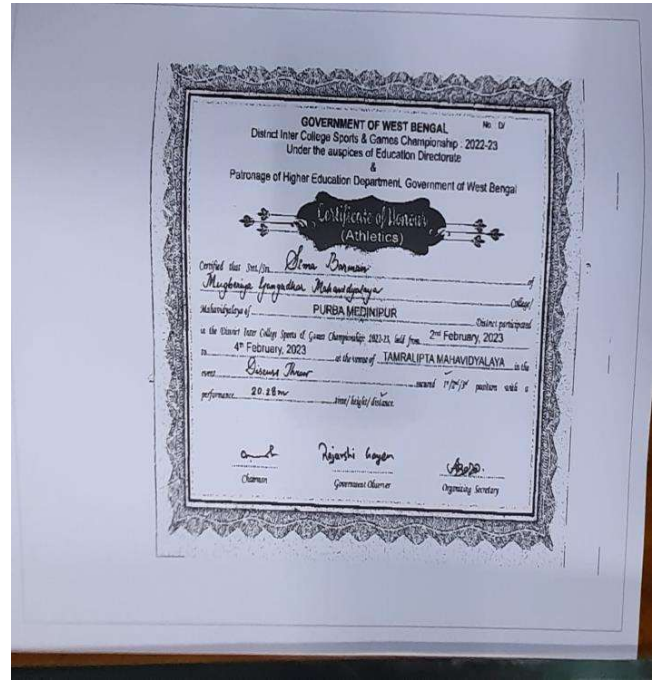 GOVERNMENT OF WEST BENGAL No. D/
District Inter College Sports & Games Championship : 2022-23
Under the auspices of Education Directorate
&
Patronage of Higher Education Department, Government of West Bengal
Certificate of Honour
(Athletics)
Certified that Smt./Sri. Sima Barman of
Mugberia Gangadhar Mahavidyalaya College/
Mahavidyalaya of PURBA MEDINIPUR District participated
in the District Inter College Sports & Games Championship 2022-23, held from 2nd February, 2023
to 4th February, 2023 at the venue of TAMRALIPTA MAHAVIDYALAYA in the
event Discuss Throw secured 1st/2nd/3rd position with a
performance 20.28m time/height/distance.
Rajarshi Gayen
Chairman Government Observer Organizing Secretary